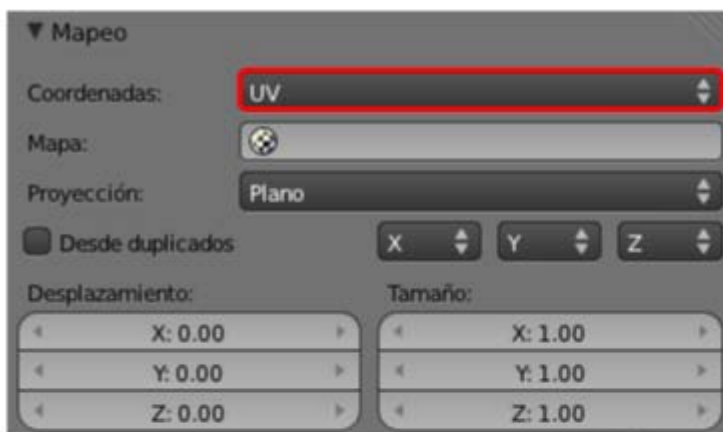 Mapeo
Coordenadas: UV
Mapa:
Proyección: Plano
Desde duplicados X Y Z
Desplazamiento: Tamaño:
X: 0.00 X: 1.00
Y: 0.00 Y: 1.00
Z: 0.00 Z: 1.00